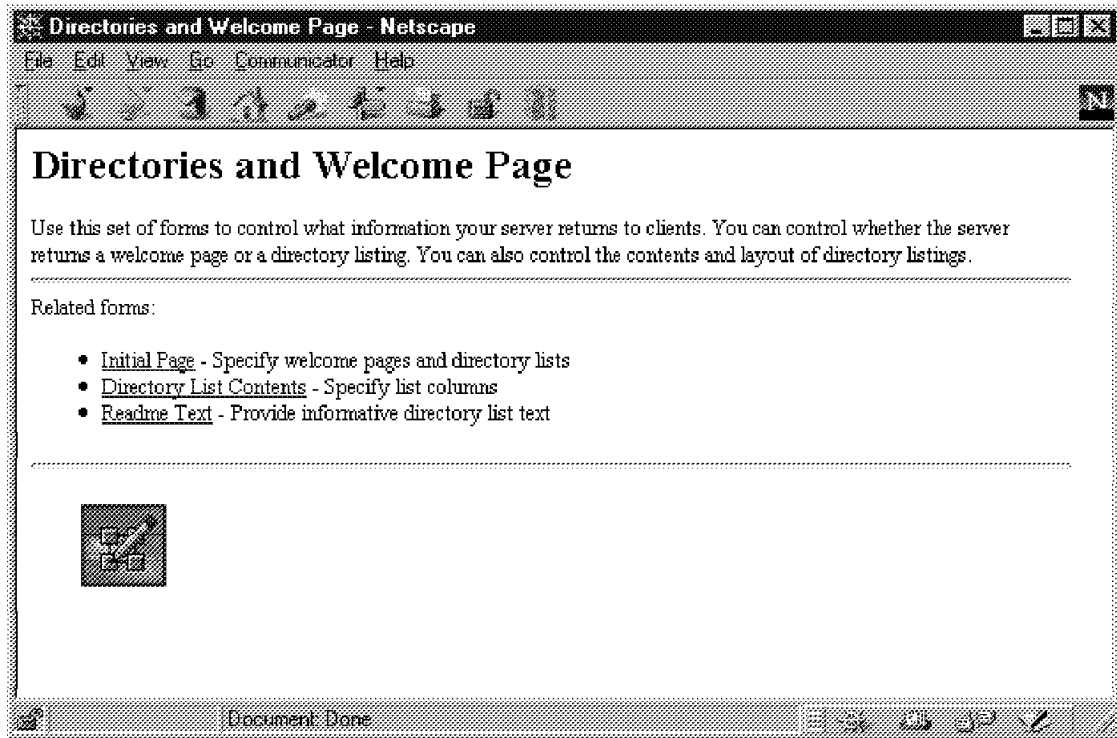 Directories and Welcome Page - Netscape
File Edit View Go Communicator Help
N
Directories and Welcome Page
Use this set of forms to control what information your server returns to clients. You can control whether the server
returns a welcome page or a directory listing. You can also control the contents and layout of directory listings.
Related forms:
• Initial Page - Specify welcome pages and directory lists
• Directory List Contents - Specify list columns
• Readme Text - Provide informative directory list text
Document: Done